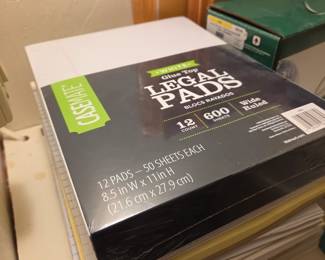 CASEMATE
WHITE
Glue Top
LEGAL
PADS
BLOCS RAYADOS
12
COUNT
600
SHEETS
Wide
Ruled
12 PADS – 50 SHEETS EACH
8.5 in W x 11 in H
(21.6 cm x 27.9 cm)